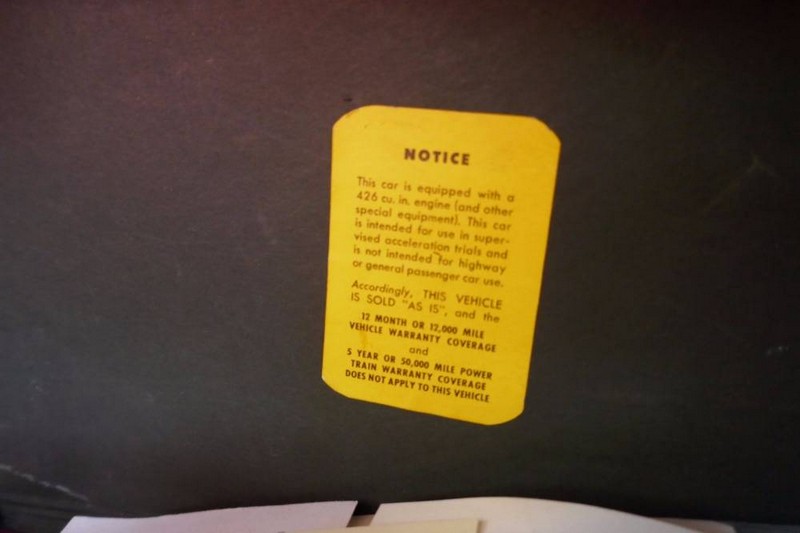 NOTICE
This car is equipped with a
426 cu. in. engine (and other
special equipment). This car
is intended for use in super-
vised acceleration trials and
is not intended for highway
or general passenger car use.
Accordingly, THIS VEHICLE
IS SOLD "AS IS", and the
12 MONTH OR 12,000 MILE
VEHICLE WARRANTY COVERAGE
and
5 YEAR OR 50,000 MILE POWER
TRAIN WARRANTY COVERAGE
DOES NOT APPLY TO THIS VEHICLE